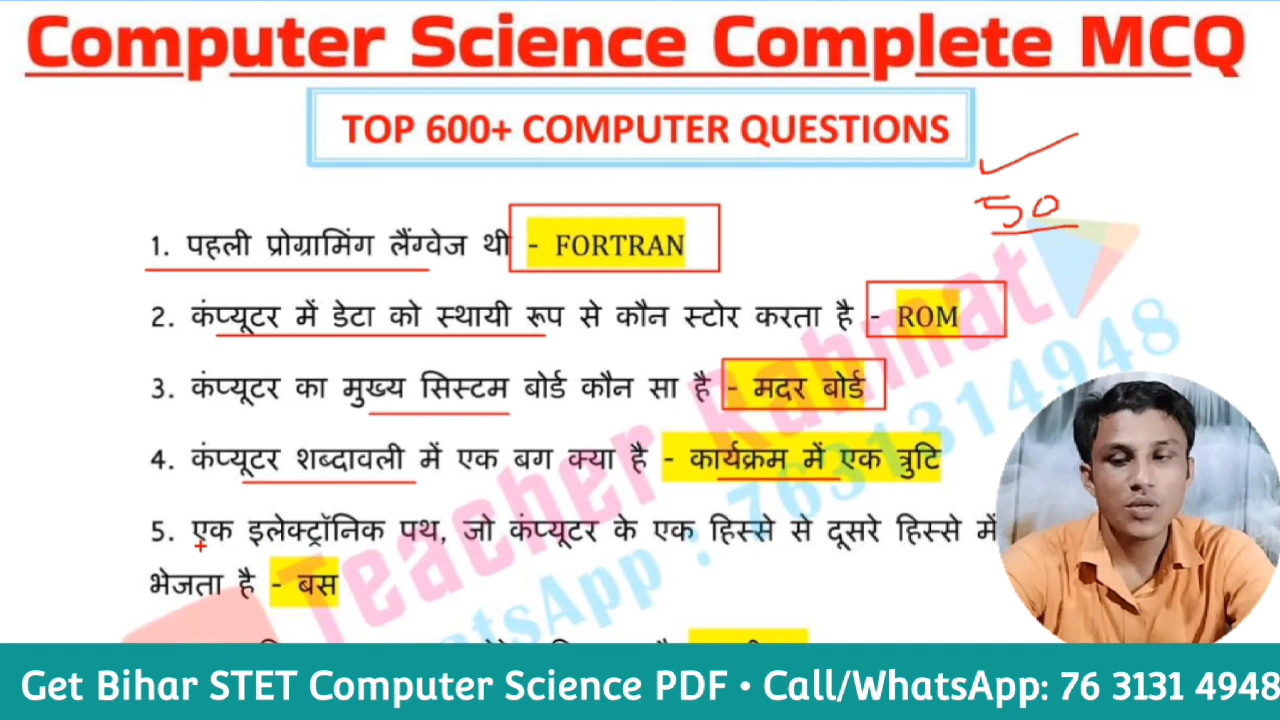 Computer Science Complete MCQ
TOP 600+ COMPUTER QUESTIONS
50
1. पहली प्रोग्रामिंग लैंग्वेज थी - FORTRAN
2. कंप्यूटर में डेटा को स्थायी रूप से कौन स्टोर करता है - ROM
3. कंप्यूटर का मुख्य सिस्टम बोर्ड कौन सा है - मदर बोर्ड
4. कंप्यूटर शब्दावली में एक बग क्या है - कार्यक्रम में एक त्रुटि
5. एक इलेक्ट्रॉनिक पथ, जो कंप्यूटर के एक हिस्से से दूसरे हिस्से में
भेजता है - बस
Teacher Rahmat
WhatsApp : 7631314948
Get Bihar STET Computer Science PDF • Call/WhatsApp: 76 3131 4948